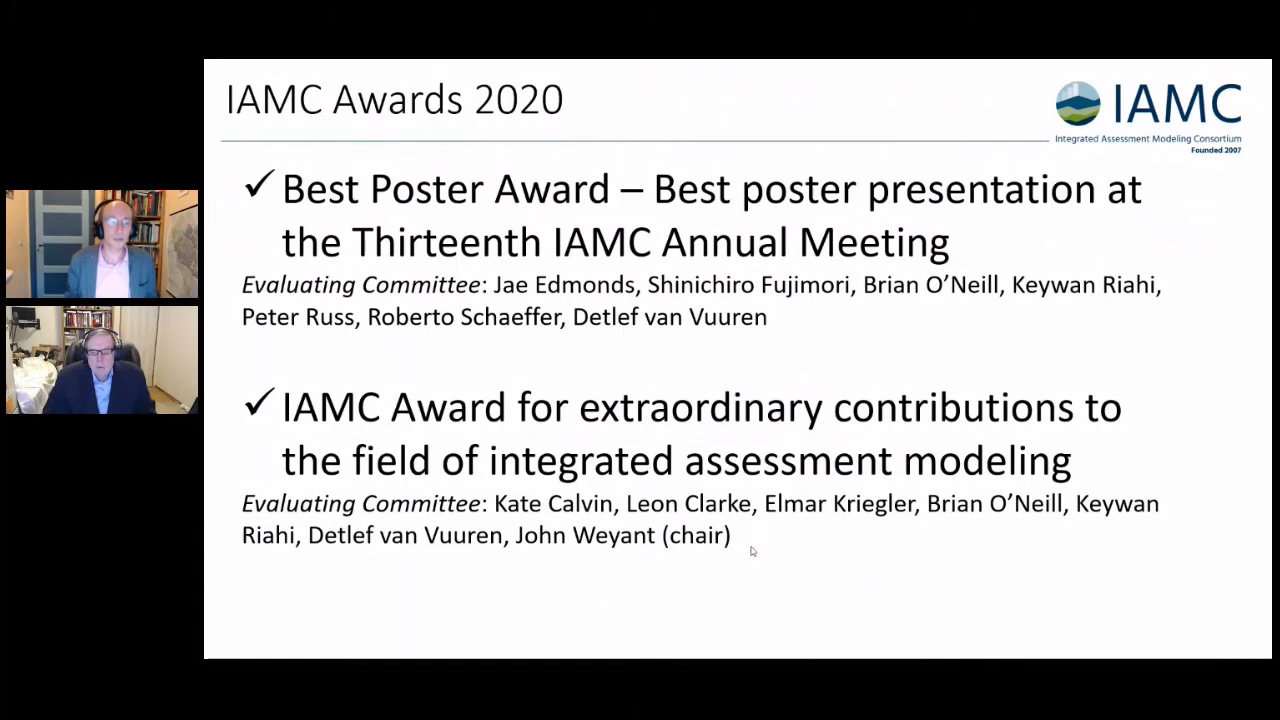 IAMC Awards 2020
IAMC
Integrated Assessment Modeling Consortium
Founded 2007
✓ Best Poster Award – Best poster presentation at
the Thirteenth IAMC Annual Meeting
Evaluating Committee: Jae Edmonds, Shinichiro Fujimori, Brian O’Neill, Keywan Riahi,
Peter Russ, Roberto Schaeffer, Detlef van Vuuren
✓ IAMC Award for extraordinary contributions to
the field of integrated assessment modeling
Evaluating Committee: Kate Calvin, Leon Clarke, Elmar Kriegler, Brian O’Neill, Keywan
Riahi, Detlef van Vuuren, John Weyant (chair)